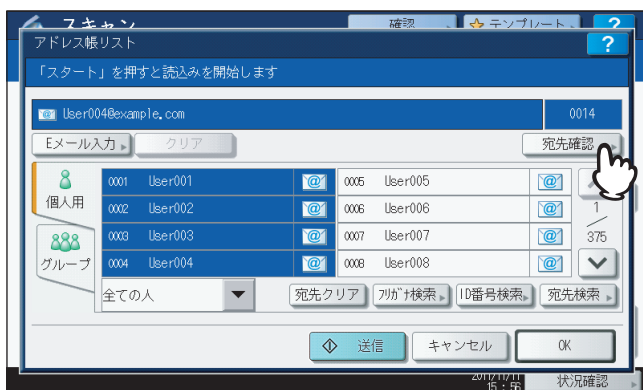 スキャン 確認 テンプレート ?
アドレス帳リスト ?
「スタート」を押すと読込みを開始します
User004@example.com 0014
Eメール入力 クリア 宛先確認
個人用
グループ
0001 User001 @ 0005 User005 @
0002 User002 @ 0006 User006 @
0003 User003 @ 0007 User007 @
0004 User004 @ 0008 User008 @
1
375
全ての人 宛先クリア フリガナ検索 ID番号検索 宛先検索
送信 キャンセル OK
2011/11/11
15:56 状況確認